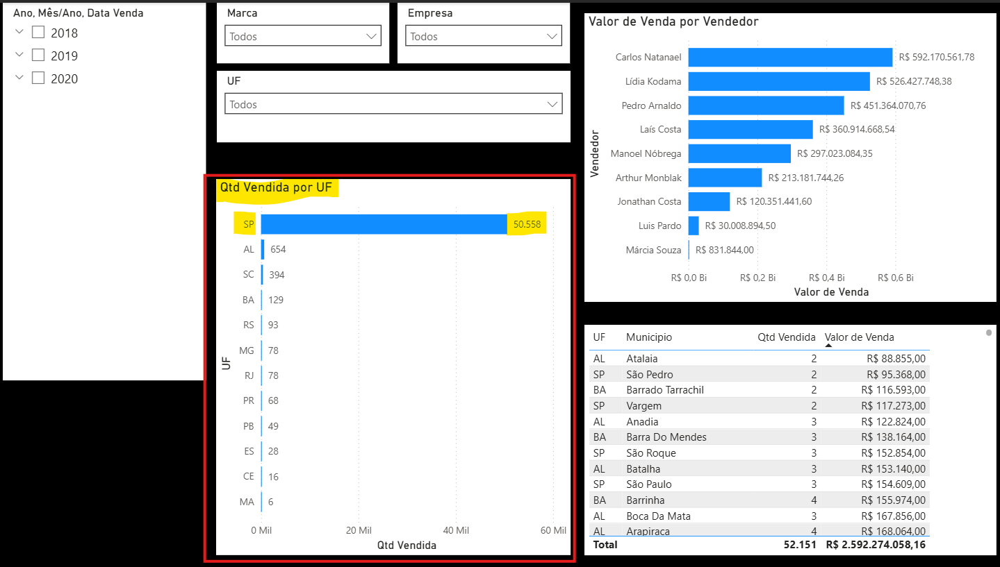 Ano, Mês/Ano, Data Venda
2018
2019
2020
Marca
Todos
Empresa
Todos
UF
Todos
Qtd Vendida por UF
UF
SP 50.558
AL 654
SC 394
BA 129
RS 93
MG 78
RJ 78
PR 68
PB 49
ES 28
CE 16
MA 6
0 Mil 20 Mil 40 Mil 60 Mil
Qtd Vendida
Valor de Venda por Vendedor
Vendedor
Carlos Natanael R$ 592.170.561,78
Lídia Kodama R$ 526.427.748,38
Pedro Arnaldo R$ 451.364.070,76
Laís Costa R$ 360.914.668,54
Manoel Nóbrega R$ 297.023.084,35
Arthur Monblak R$ 213.181.744,26
Jonathan Costa R$ 120.351.441,60
Luis Pardo R$ 30.008.894,50
Márcia Souza R$ 831.844,00
R$ 0,0 Bi R$ 0,2 Bi R$ 0,4 Bi R$ 0,6 Bi
Valor de Venda
UF Municipio Qtd Vendida Valor de Venda
AL Atalaia 2 R$ 88.855,00
SP São Pedro 2 R$ 95.368,00
BA Barrado Tarrachil 2 R$ 116.593,00
SP Vargem 2 R$ 117.273,00
AL Anadia 3 R$ 122.824,00
BA Barra Do Mendes 3 R$ 138.164,00
SP São Roque 3 R$ 152.854,00
AL Batalha 3 R$ 153.140,00
SP São Paulo 3 R$ 154.609,00
BA Barrinha 4 R$ 155.974,00
AL Boca Da Mata 3 R$ 167.856,00
AL Arapiraca 4 R$ 168.064,00
Total 52.151 R$ 2.592.274.058,16